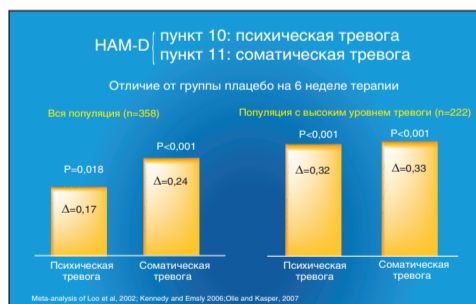 HAM-D
пункт 10: психическая тревога
пункт 11: соматическая тревога
Отличие от группы плацебо на 6 неделе терапии
Вся популяция (n=358)
Популяция с высоким уровнем тревоги (n=222)
P=0,018
P<0,001
P<0,001
P<0,001
Δ=0,17
Δ=0,24
Δ=0,32
Δ=0,33
Психическая тревога
Соматическая тревога
Психическая тревога
Соматическая тревога
Meta-analysis of Loo et al, 2002; Kennedy and Emsly 2006;Olie and Kasper, 2007